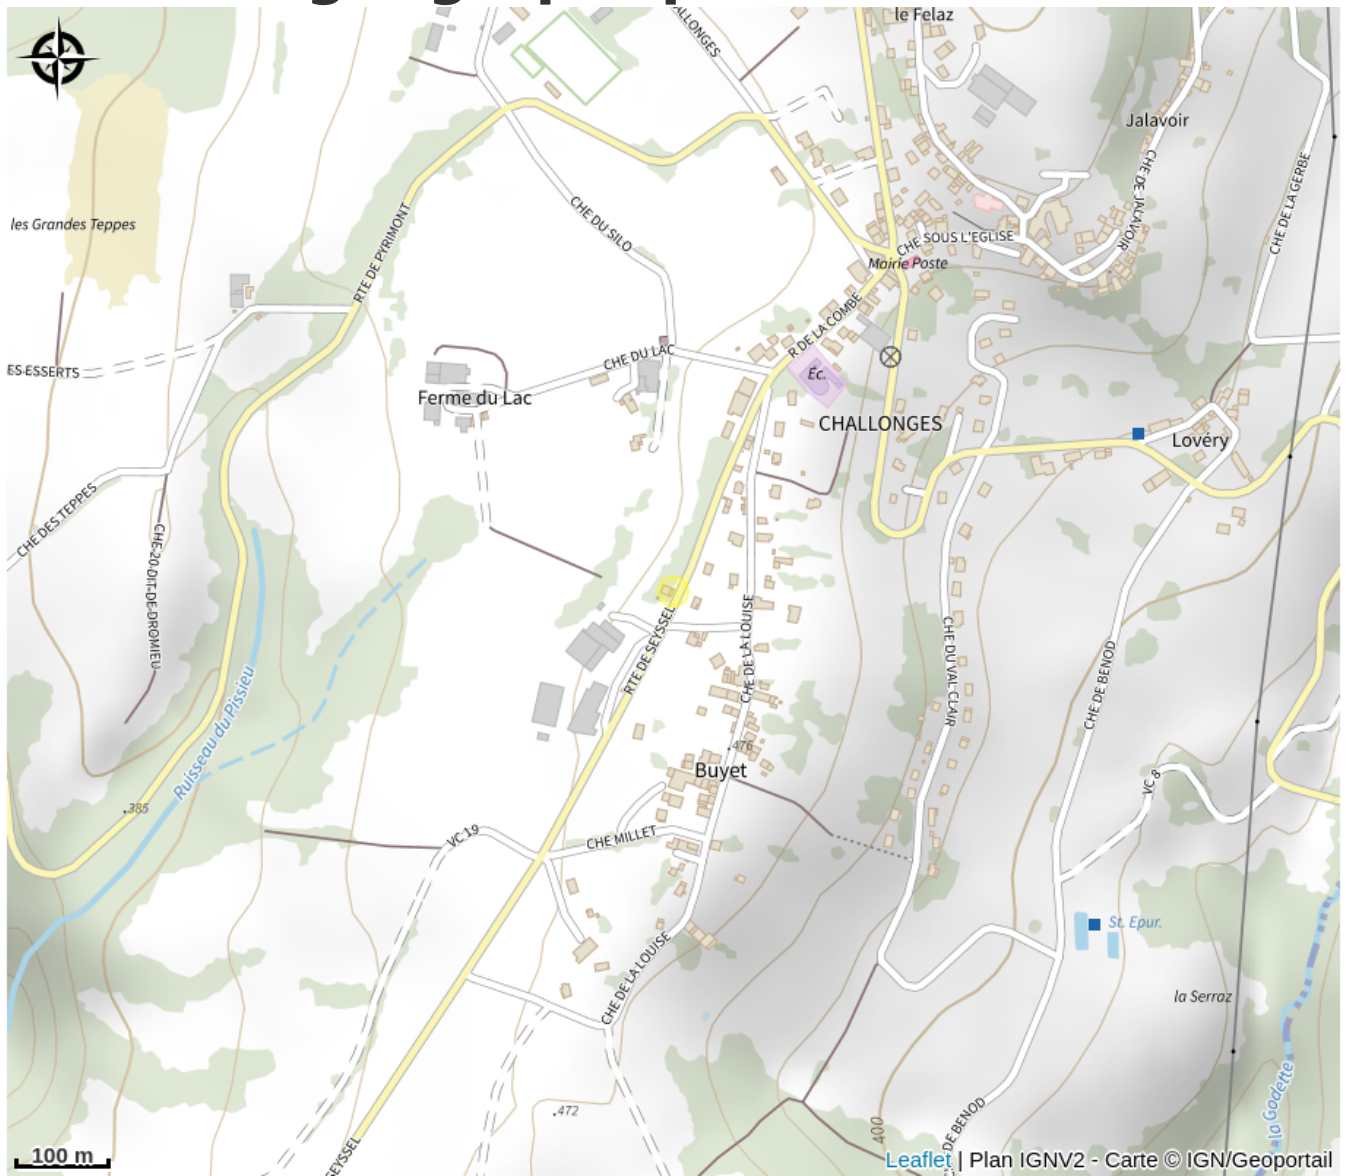 le Felaz
ALLONGES
Jalavoir
CHE DE JALAVOIR
CHE DE LA GERBE
les Grandes Teppes
CHE DU SILO
RTE DE PYRIMONT
CHE SOUS L'EGLISE
Mairie Poste
R DE LA COMBE
CHE DU LAC
ES ESSERTS
Éc.
Ferme du Lac
CHALLONGES
Lovéry
CHE DES TEPPES
CHE 20 DIT DE DROMIEU
RTE DE SEYSSEL
CHE DE LA LOUISE
CHE DU VAL CLAIR
CHE DE BENOD
Ruisseau du Pissieu
.476
Buyet
VC 8
.385
VC 19
CHE MILLET
St. Epur.
CHE DE LA LOUISE
la Serraz
la Godette
.472
400
DE BENOD
SEYSSEL
100 m
Leaflet | Plan IGNV2 - Carte © IGN/Geoportail